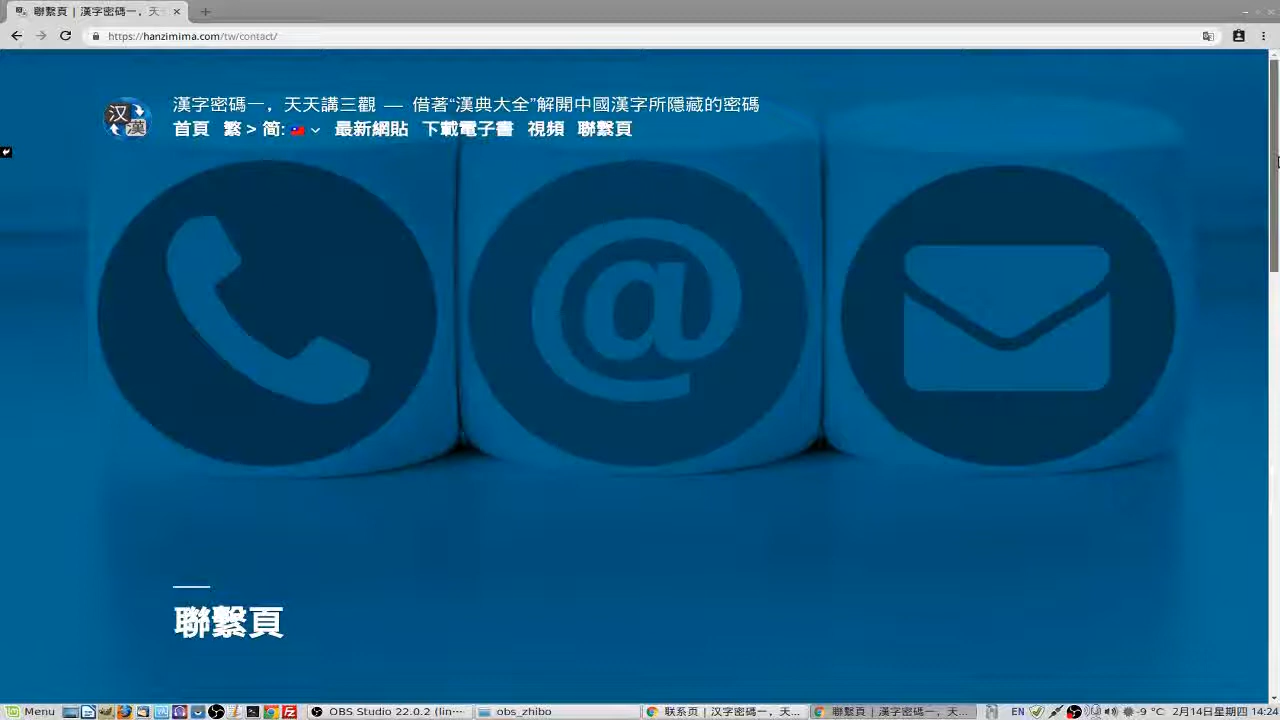 聯繫頁 | 漢字密碼一，天
https://hanzimima.com/tw/contact/
汉
漢
漢字密碼一，天天講三觀 — 借著“漢典大全”解開中國漢字所隱藏的密碼
首頁 繁 > 简: 最新網貼 下載電子書 視頻 聯繫頁
@
聯繫頁
Menu
OBS Studio 22.0.2 (lin···
obs_zhibo
联系页 | 汉字密码一，天...
聯繫頁 | 漢字密碼一，天...
EN
-9 °C
2月14日星期四 14:24